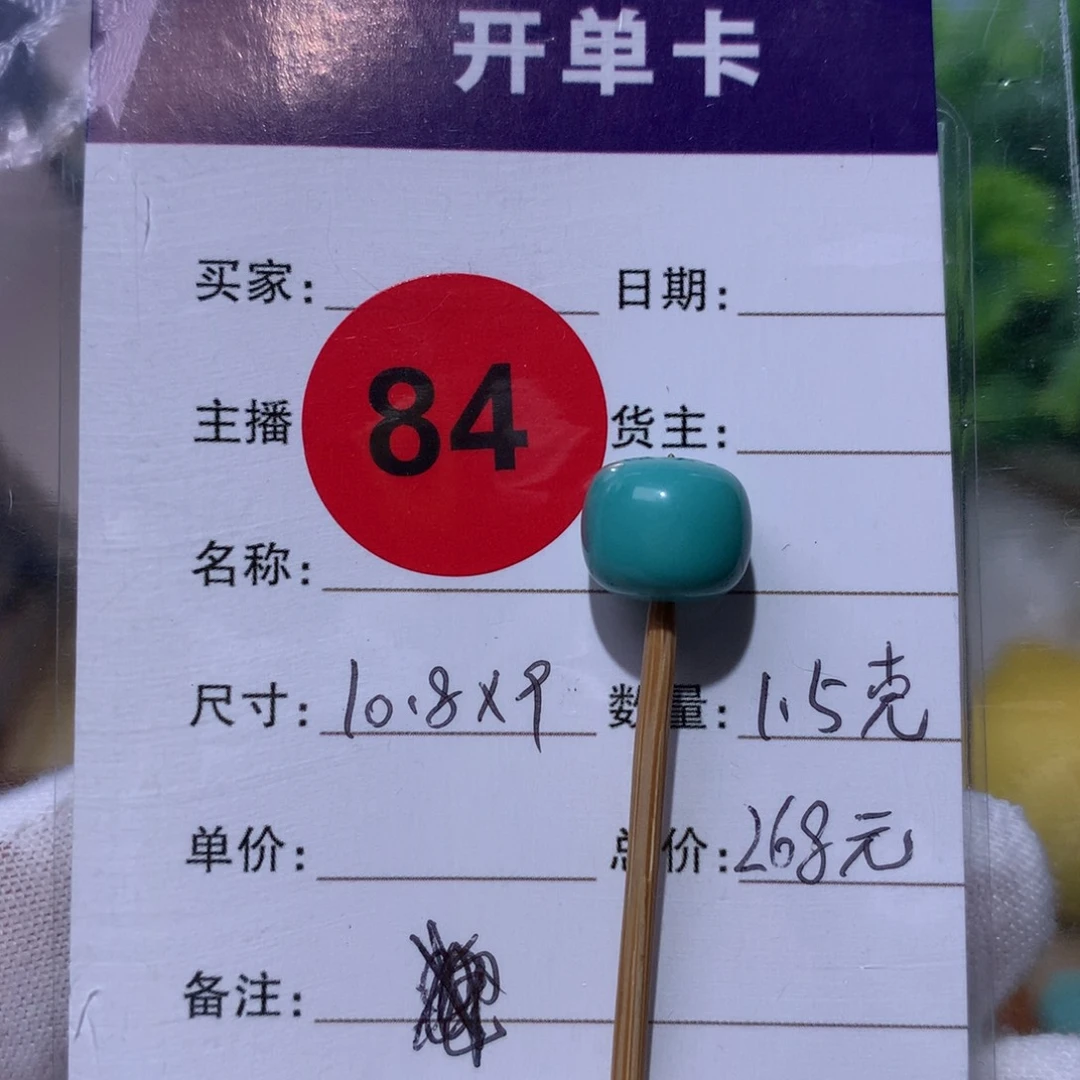 开单卡
买家： 日期：
84
主播 货主：
名称：
尺寸：10.8X9 数量：1.5克
单价： 总价：268元
备注：